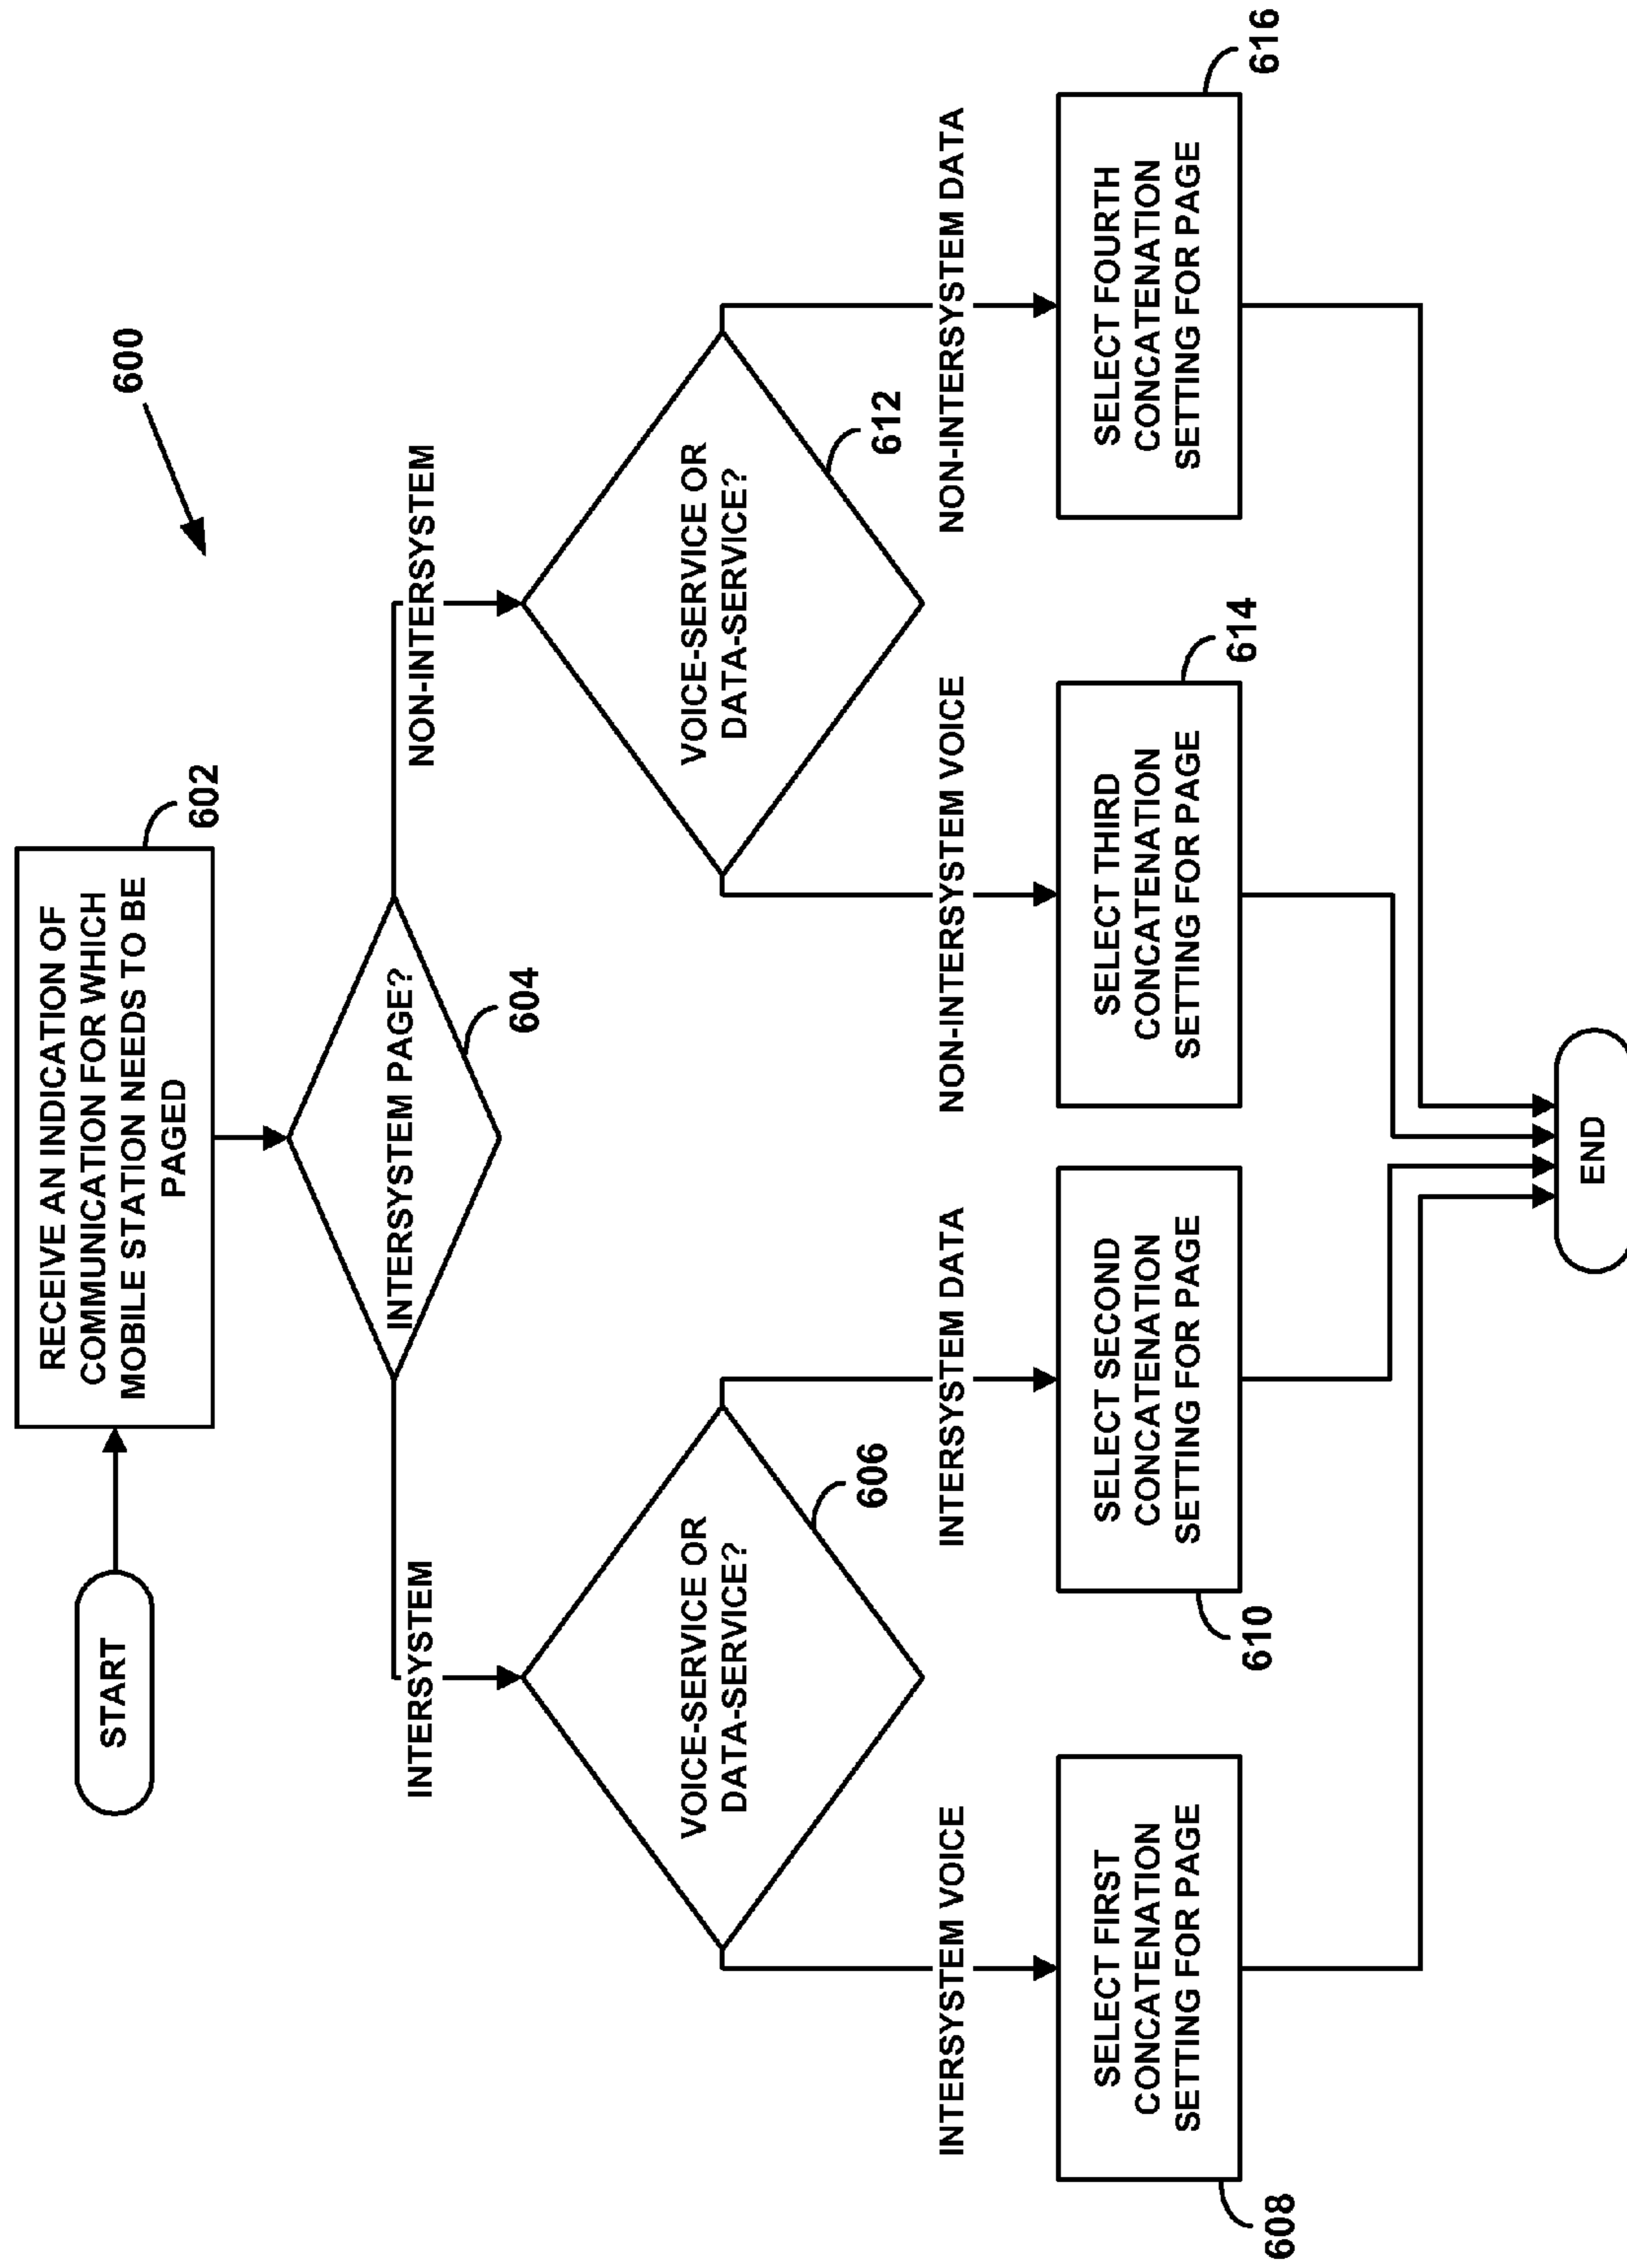 600
START
RECEIVE AN INDICATION OF
COMMUNICATION FOR WHICH
MOBILE STATION NEEDS TO BE
PAGED
602
INTERSYSTEM PAGE?
604
INTERSYSTEM
NON-INTERSYSTEM
VOICE-SERVICE OR
DATA-SERVICE?
606
VOICE-SERVICE OR
DATA-SERVICE?
612
INTERSYSTEM VOICE
INTERSYSTEM DATA
NON-INTERSYSTEM VOICE
NON-INTERSYSTEM DATA
SELECT FIRST
CONCATENATION
SETTING FOR PAGE
608
SELECT SECOND
CONCATENATION
SETTING FOR PAGE
610
SELECT THIRD
CONCATENATION
SETTING FOR PAGE
614
SELECT FOURTH
CONCATENATION
SETTING FOR PAGE
616
END